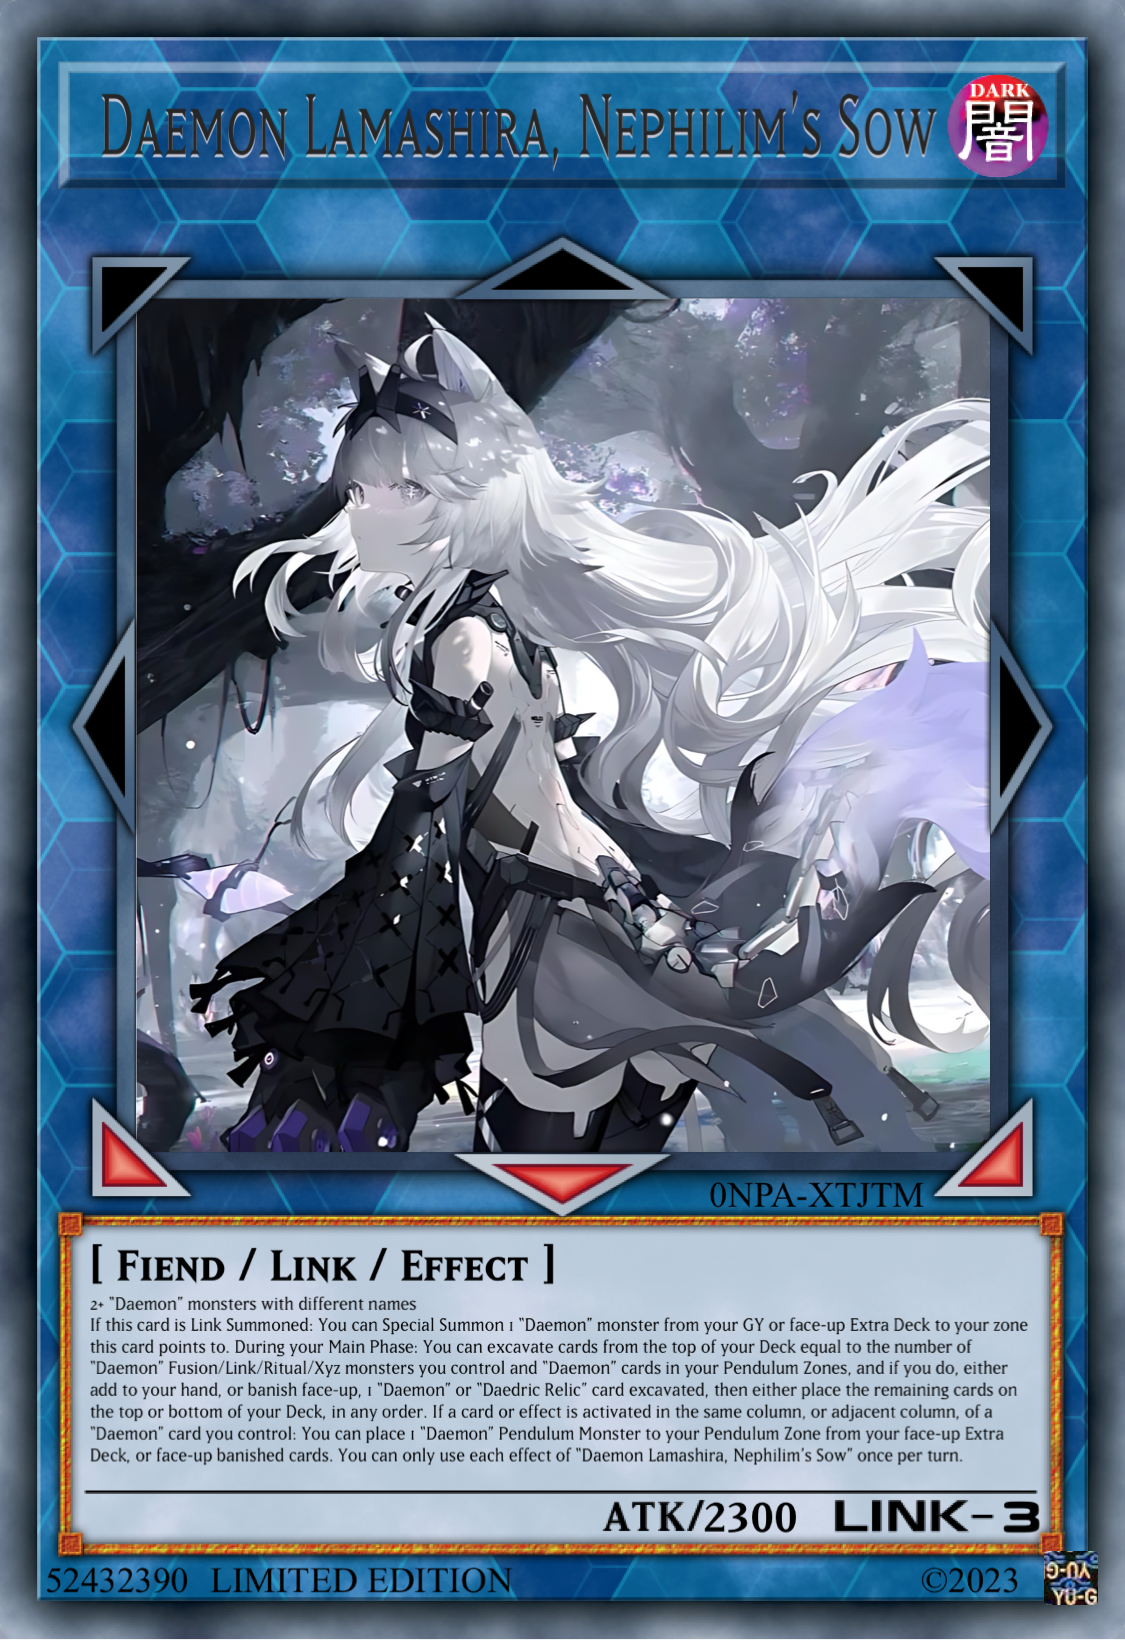 Daemon Lamashira, Nephilim's Sow
DARK
闇
0NPA-XTJTM
[ Fiend / Link / Effect ]
2+ "Daemon" monsters with different names
If this card is Link Summoned: You can Special Summon 1 "Daemon" monster from your GY or face-up Extra Deck to your zone
this card points to. During your Main Phase: You can excavate cards from the top of your Deck equal to the number of
"Daemon" Fusion/Link/Ritual/Xyz monsters you control and "Daemon" cards in your Pendulum Zones, and if you do, either
add to your hand, or banish face-up, 1 "Daemon" or "Daedric Relic" card excavated, then either place the remaining cards on
the top or bottom of your Deck, in any order. If a card or effect is activated in the same column, or adjacent column, of a
"Daemon" card you control: You can place 1 "Daemon" Pendulum Monster to your Pendulum Zone from your face-up Extra
Deck, or face-up banished cards. You can only use each effect of "Daemon Lamashira, Nephilim's Sow" once per turn.
ATK/2300 LINK-3
52432390 LIMITED EDITION ©2023
YU-G